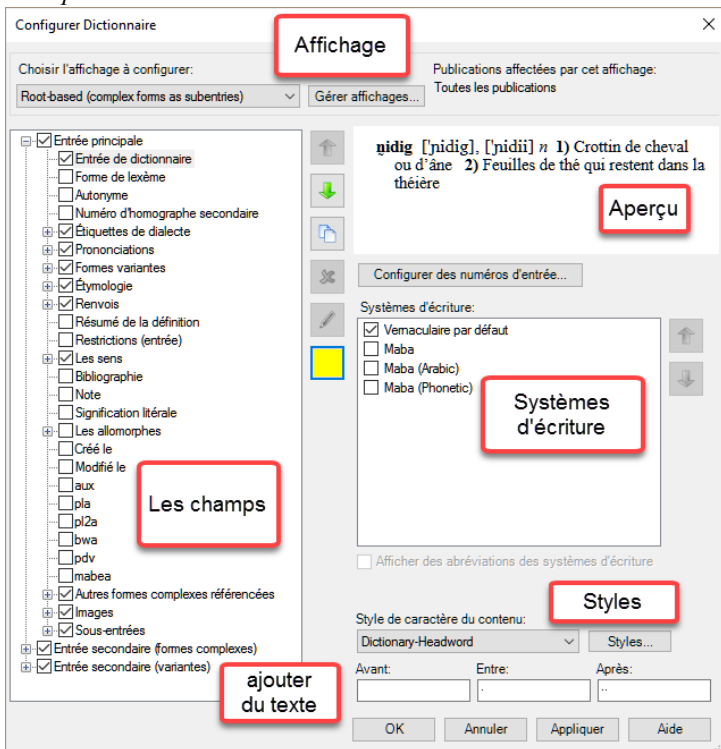 Configurer Dictionnaire
Affichage
Choisir l'affichage à configurer:
Publications affectées par cet affichage:
Root-based (complex forms as subentries)
Gérer affichages...
Toutes les publications
Entrée principale
Entrée de dictionnaire
Forme de lexème
Autonyme
Numéro d'homographe secondaire
Étiquettes de dialecte
Prononciations
Formes variantes
Étymologie
Renvois
Résumé de la définition
Restrictions (entrée)
Les sens
Bibliographie
Note
Signification litérale
Les allomorphes
Créé le
Modifié le
aux
pla
pl2a
bwa
pdv
mabea
Autres formes complexes référencées
Images
Sous-entrées
Entrée secondaire (formes complexes)
Entrée secondaire (variantes)
Les champs
ajouter
du texte
['ɲidig], ['ɲidii] n 1) Crottin de cheval
ou d'âne 2) Feuilles de thé qui restent dans la
théière
Aperçu
Configurer des numéros d'entrée...
Systèmes d'écriture:
Vernaculaire par défaut
Maba
Maba (Arabic)
Maba (Phonetic)
Systèmes
d'écriture
Afficher des abréviations des systèmes d'écriture
Styles
Style de caractère du contenu:
Dictionary-Headword
Styles...
Avant:
Entre:
Après:
OK
Annuler
Appliquer
Aide